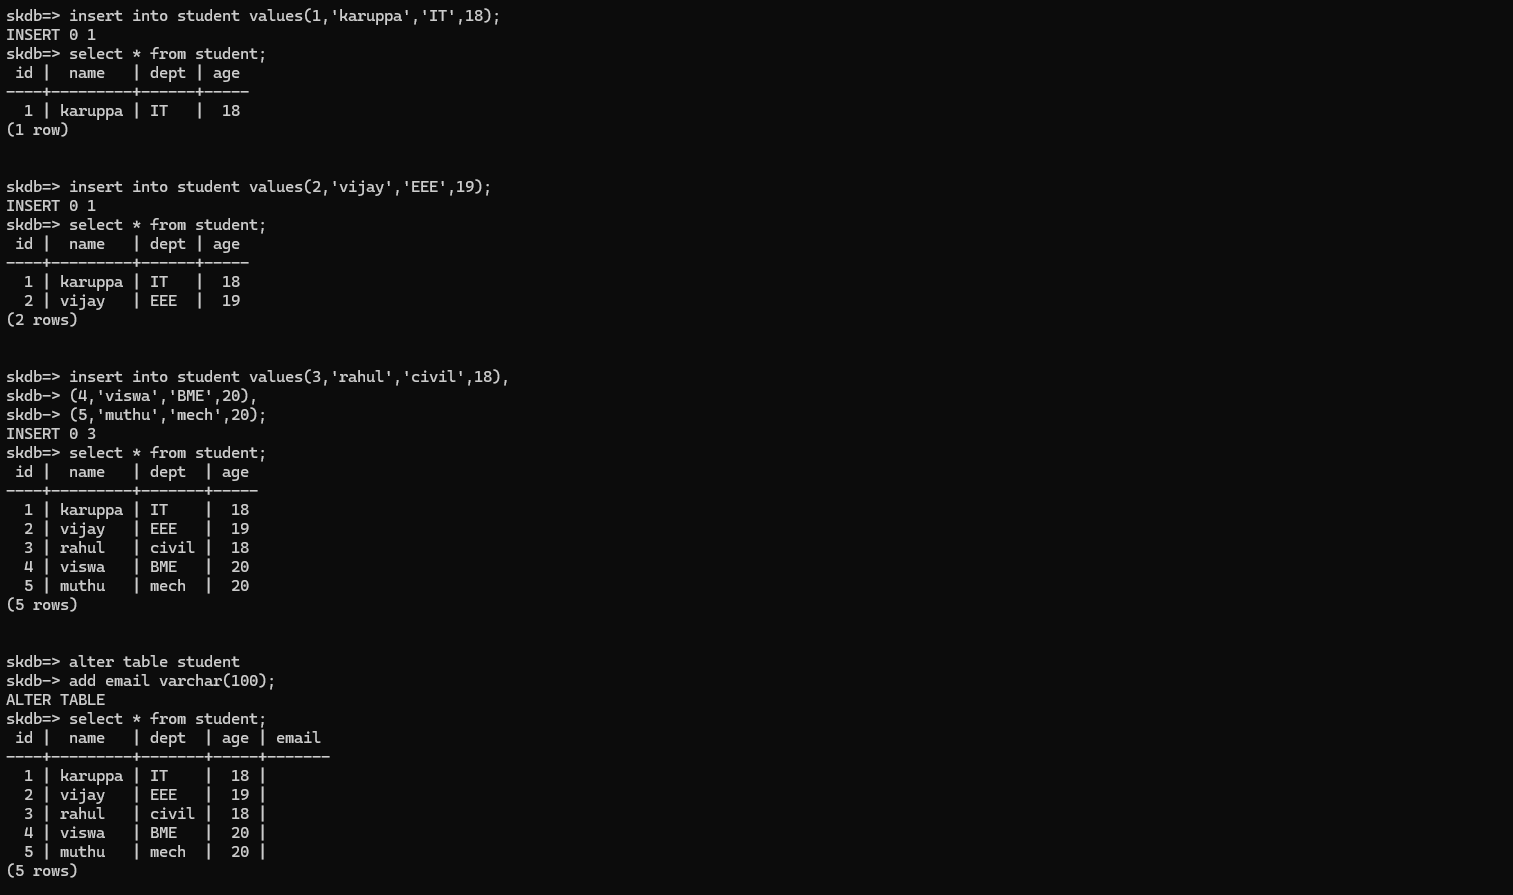 skdb=> insert into student values(1,'karuppa','IT',18);
INSERT 0 1
skdb=> select * from student;
 id |  name   | dept | age
----+---------+------+-----
  1 | karuppa | IT   |  18
(1 row)
skdb=> insert into student values(2,'vijay','EEE',19);
INSERT 0 1
skdb=> select * from student;
 id |  name   | dept | age
----+---------+------+-----
  1 | karuppa | IT   |  18
  2 | vijay   | EEE  |  19
(2 rows)
skdb=> insert into student values(3,'rahul','civil',18),
skdb-> (4,'viswa','BME',20),
skdb-> (5,'muthu','mech',20);
INSERT 0 3
skdb=> select * from student;
 id |  name   | dept  | age
----+---------+-------+-----
  1 | karuppa | IT    |  18
  2 | vijay   | EEE   |  19
  3 | rahul   | civil |  18
  4 | viswa   | BME   |  20
  5 | muthu   | mech  |  20
(5 rows)
skdb=> alter table student
skdb-> add email varchar(100);
ALTER TABLE
skdb=> select * from student;
 id |  name   | dept  | age | email
----+---------+-------+-----+-------
  1 | karuppa | IT    |  18 |
  2 | vijay   | EEE   |  19 |
  3 | rahul   | civil |  18 |
  4 | viswa   | BME   |  20 |
  5 | muthu   | mech  |  20 |
(5 rows)